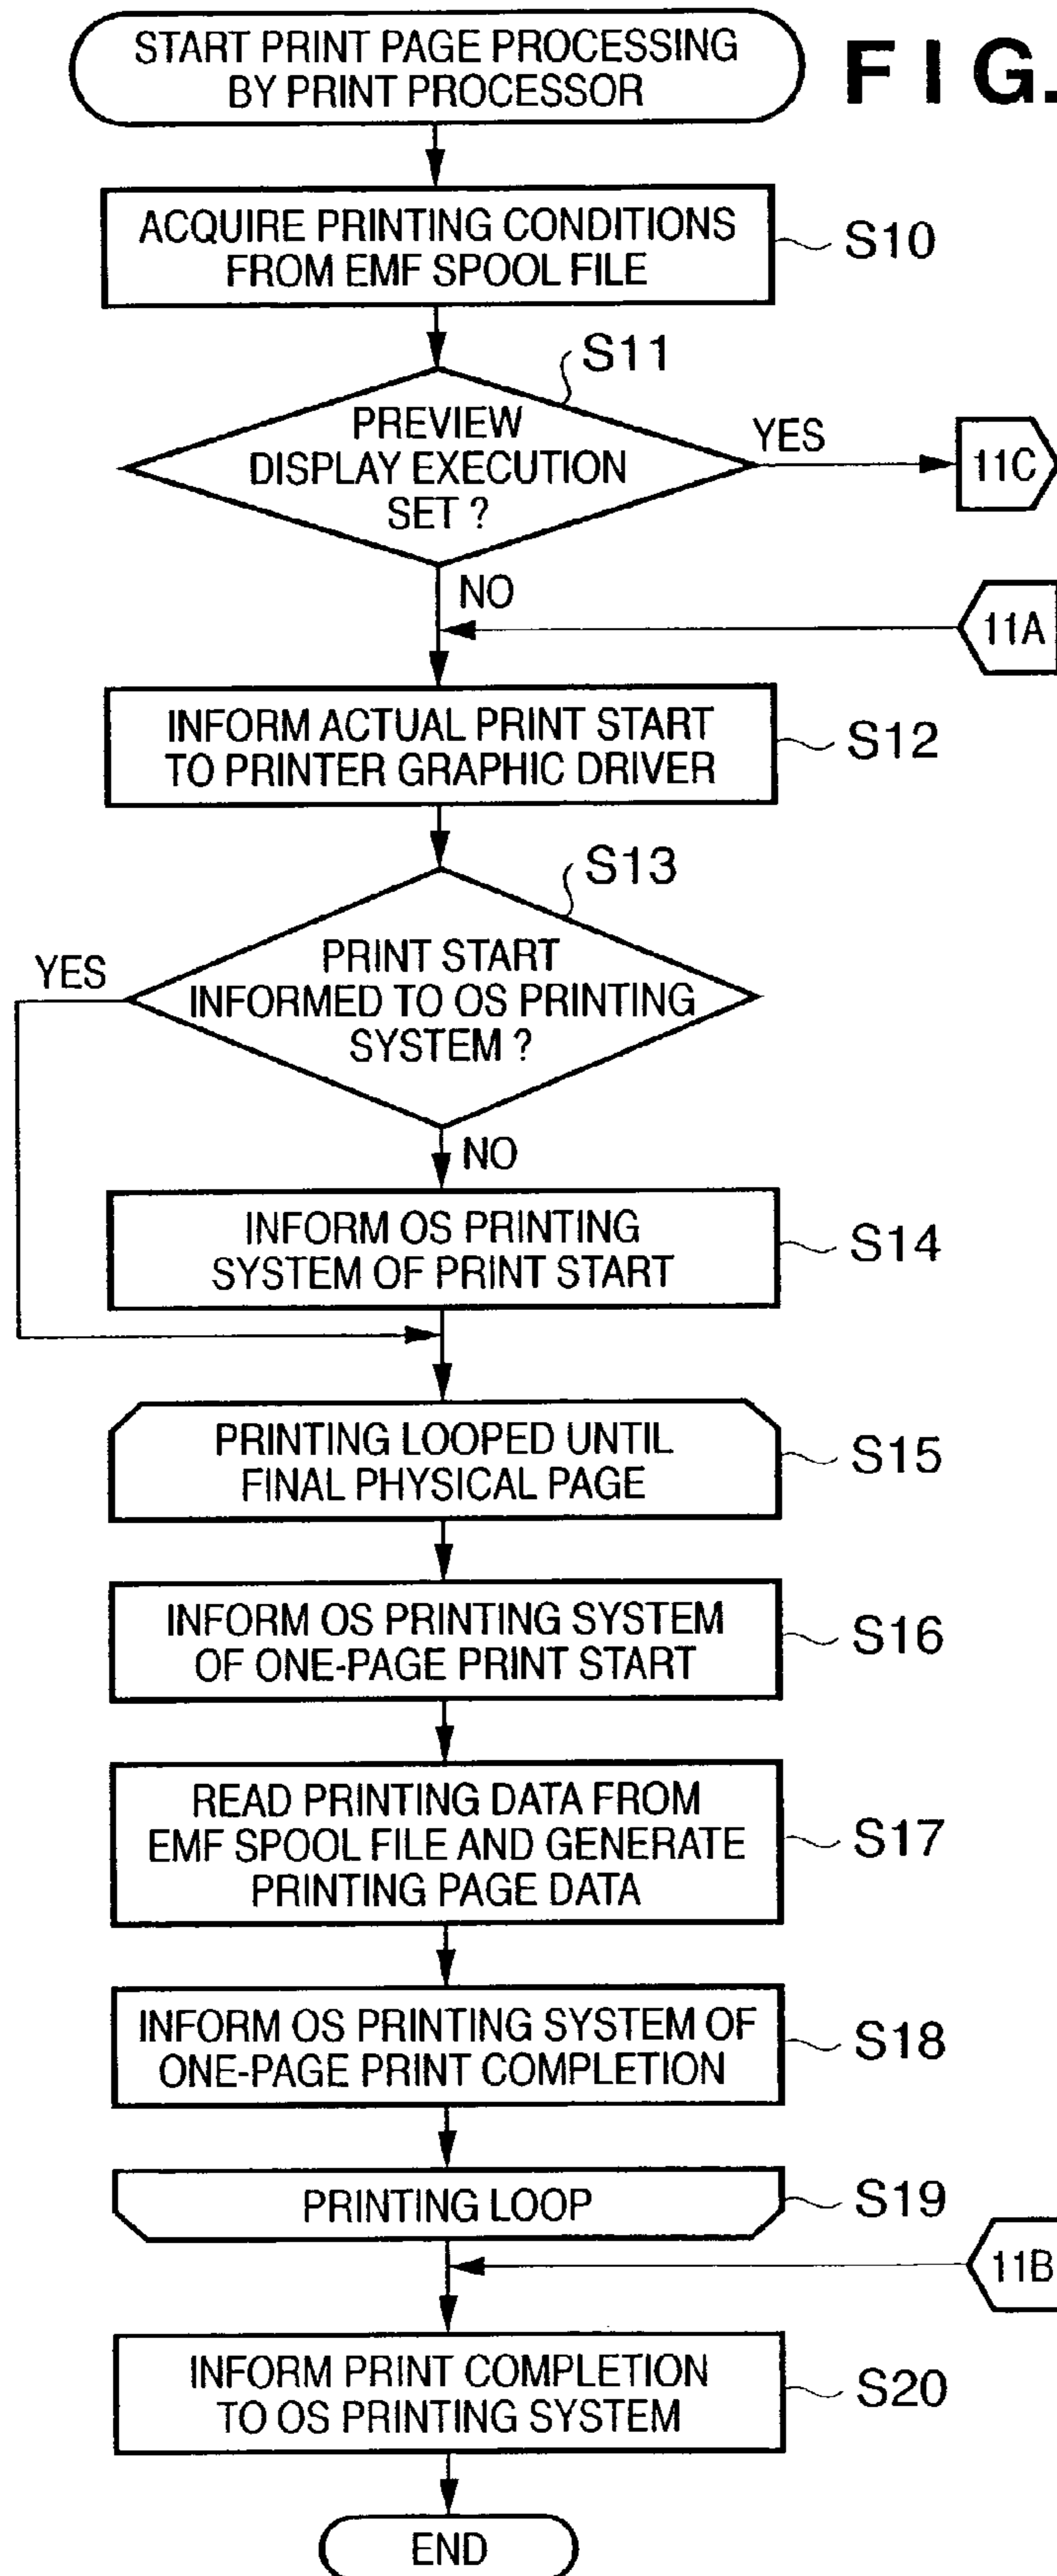 START PRINT PAGE PROCESSING
BY PRINT PROCESSOR
FIG.
ACQUIRE PRINTING CONDITIONS
FROM EMF SPOOL FILE
S10
S11
PREVIEW
DISPLAY EXECUTION
SET ?
YES
11C
NO
11A
INFORM ACTUAL PRINT START
TO PRINTER GRAPHIC DRIVER
S12
S13
PRINT START
INFORMED TO OS PRINTING
SYSTEM ?
YES
NO
INFORM OS PRINTING
SYSTEM OF PRINT START
S14
PRINTING LOOPED UNTIL
FINAL PHYSICAL PAGE
S15
INFORM OS PRINTING SYSTEM
OF ONE-PAGE PRINT START
S16
READ PRINTING DATA FROM
EMF SPOOL FILE AND GENERATE
PRINTING PAGE DATA
S17
INFORM OS PRINTING SYSTEM OF
ONE-PAGE PRINT COMPLETION
S18
PRINTING LOOP
S19
11B
INFORM PRINT COMPLETION
TO OS PRINTING SYSTEM
S20
END